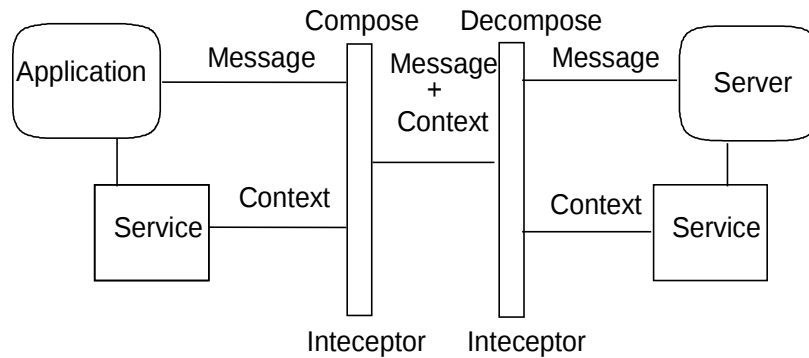 Compose
Decompose
Application
Message
Message
+
Context
Message
Server
Service
Context
Context
Service
Inteceptor
Inteceptor